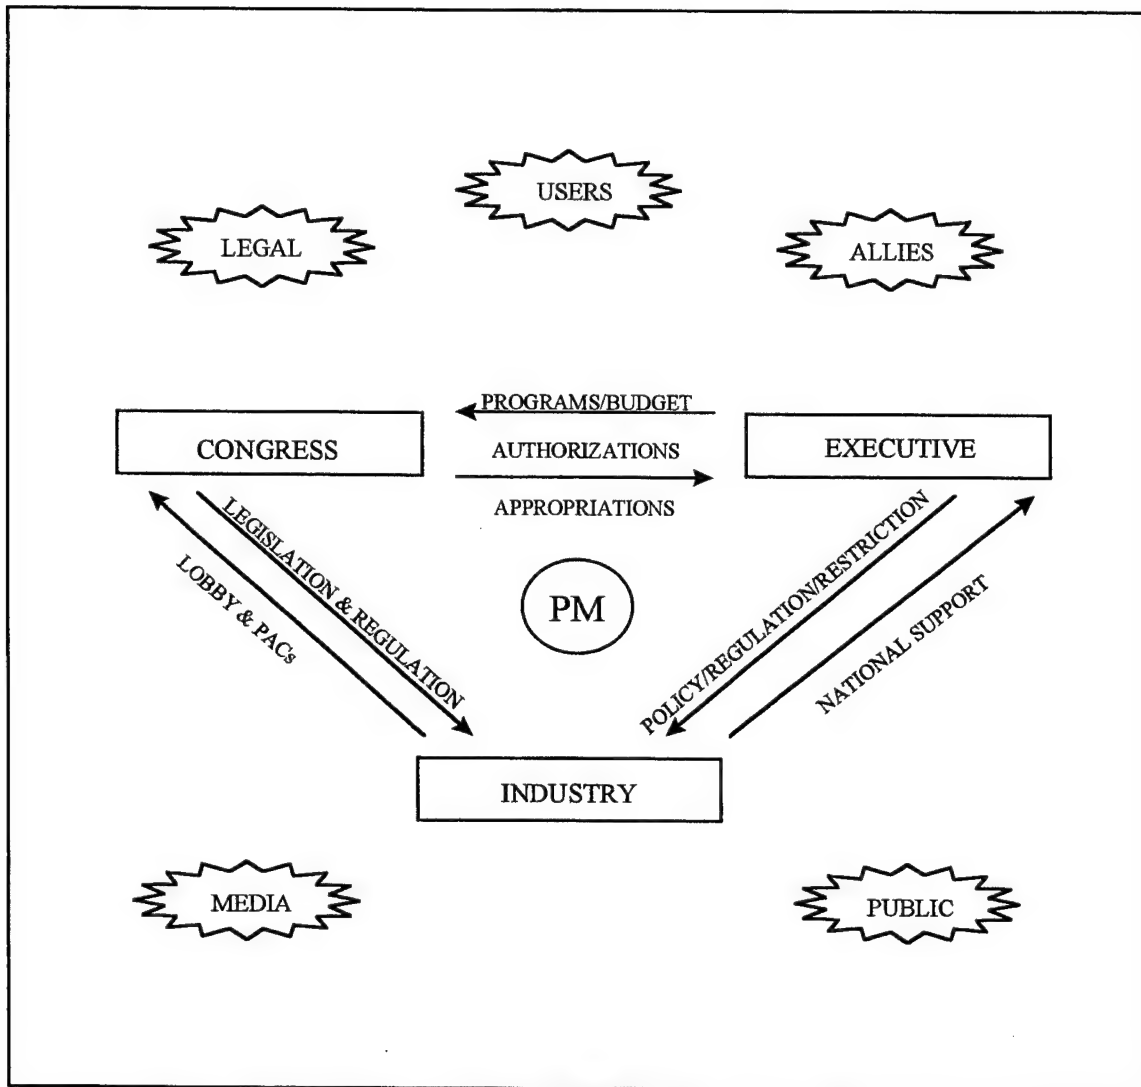 USERS
LEGAL
ALLIES
PROGRAMS/BUDGET
CONGRESS
AUTHORIZATIONS
EXECUTIVE
APPROPRIATIONS
LEGISLATION & REGULATION
LOBBY & PACs
PM
POLICY/REGULATION/RESTRICTION
NATIONAL SUPPORT
INDUSTRY
MEDIA
PUBLIC